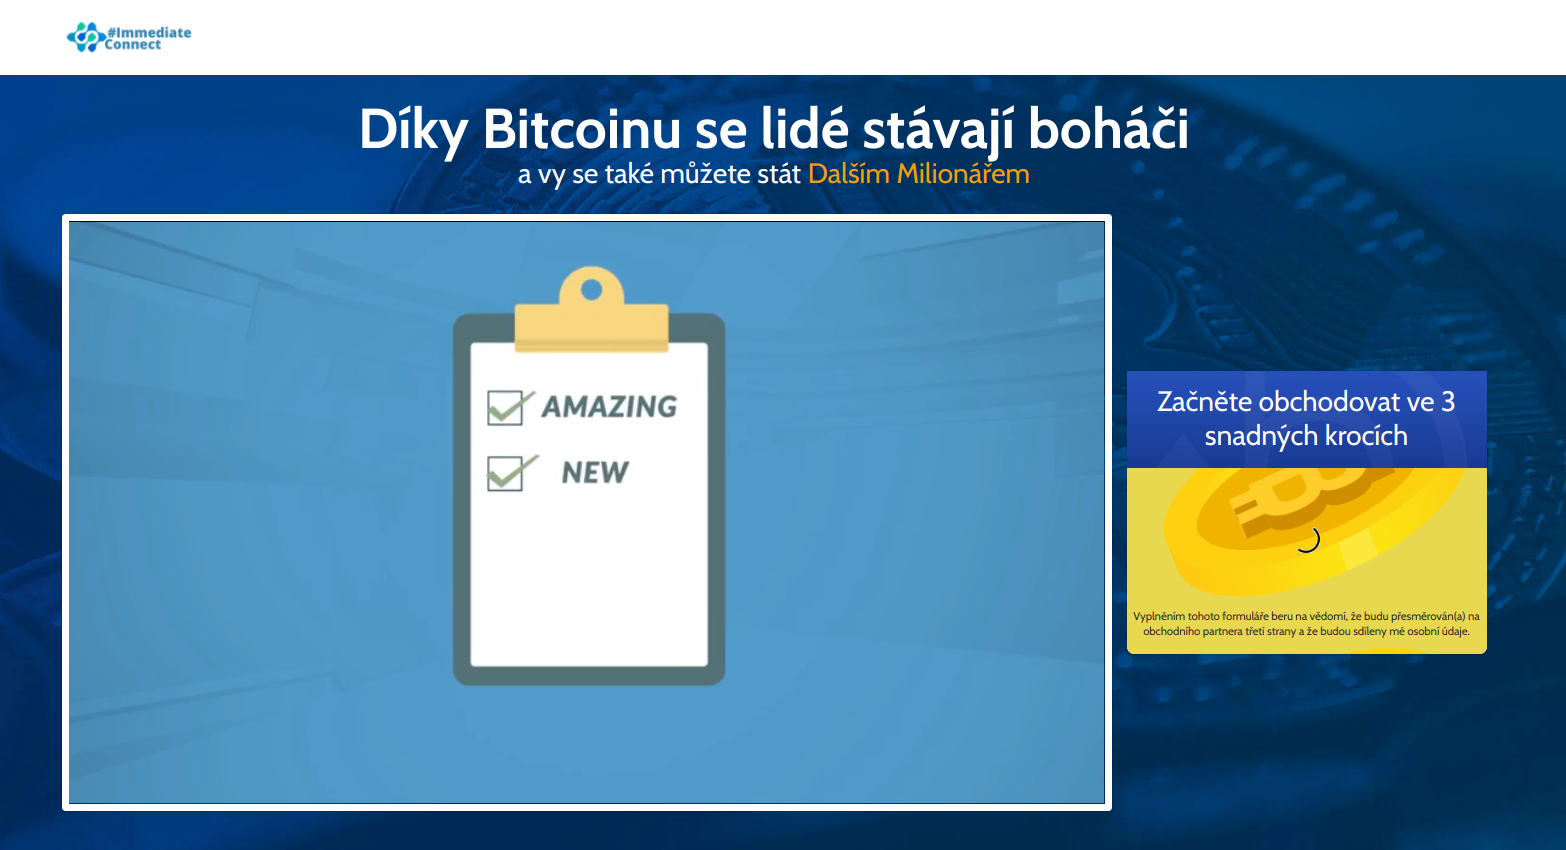 #Immediate
Connect
Díky Bitcoinu se lidé stávají boháči
a vy se také můžete stát Dalším Milionářem
AMAZING
NEW
Začněte obchodovat ve 3
snadných krocích
Vyplněním tohoto formuláře beru na vědomí, že budu přesměrován(a) na
obchodního partnera třetí strany a že budou sdíleny mé osobní údaje.